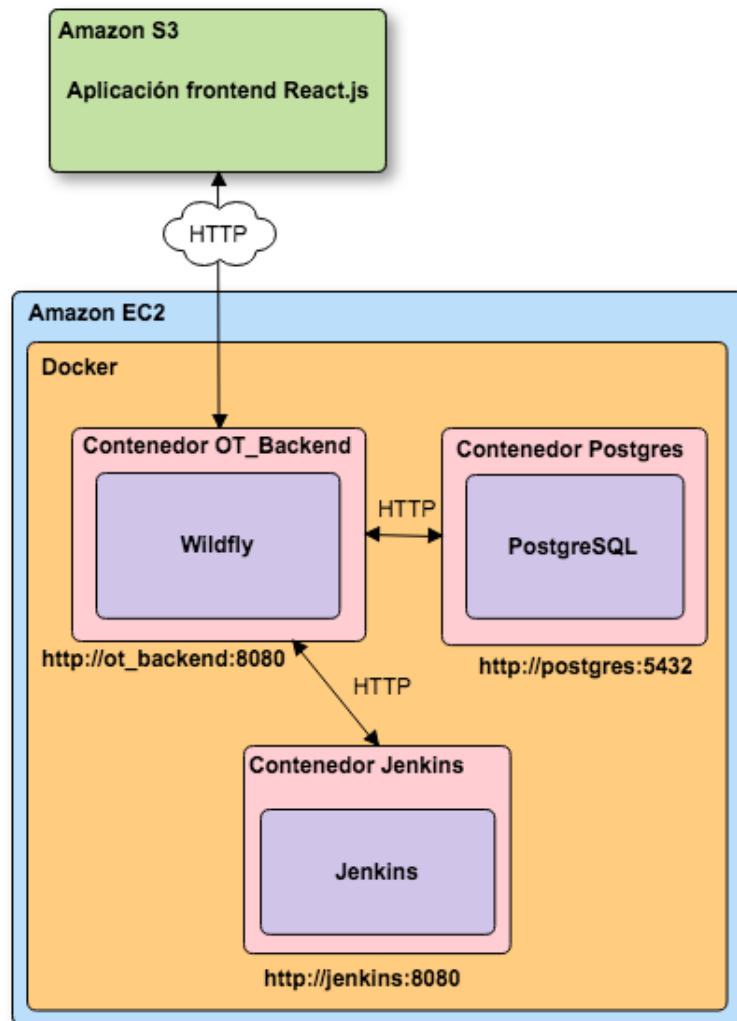 Amazon S3
Aplicación frontend React.js
HTTP
Amazon EC2
Docker
Contenedor OT_Backend
Wildfly
http://ot_backend:8080
HTTP
Contenedor Postgres
PostgreSQL
http://postgres:5432
HTTP
Contenedor Jenkins
Jenkins
http://jenkins:8080